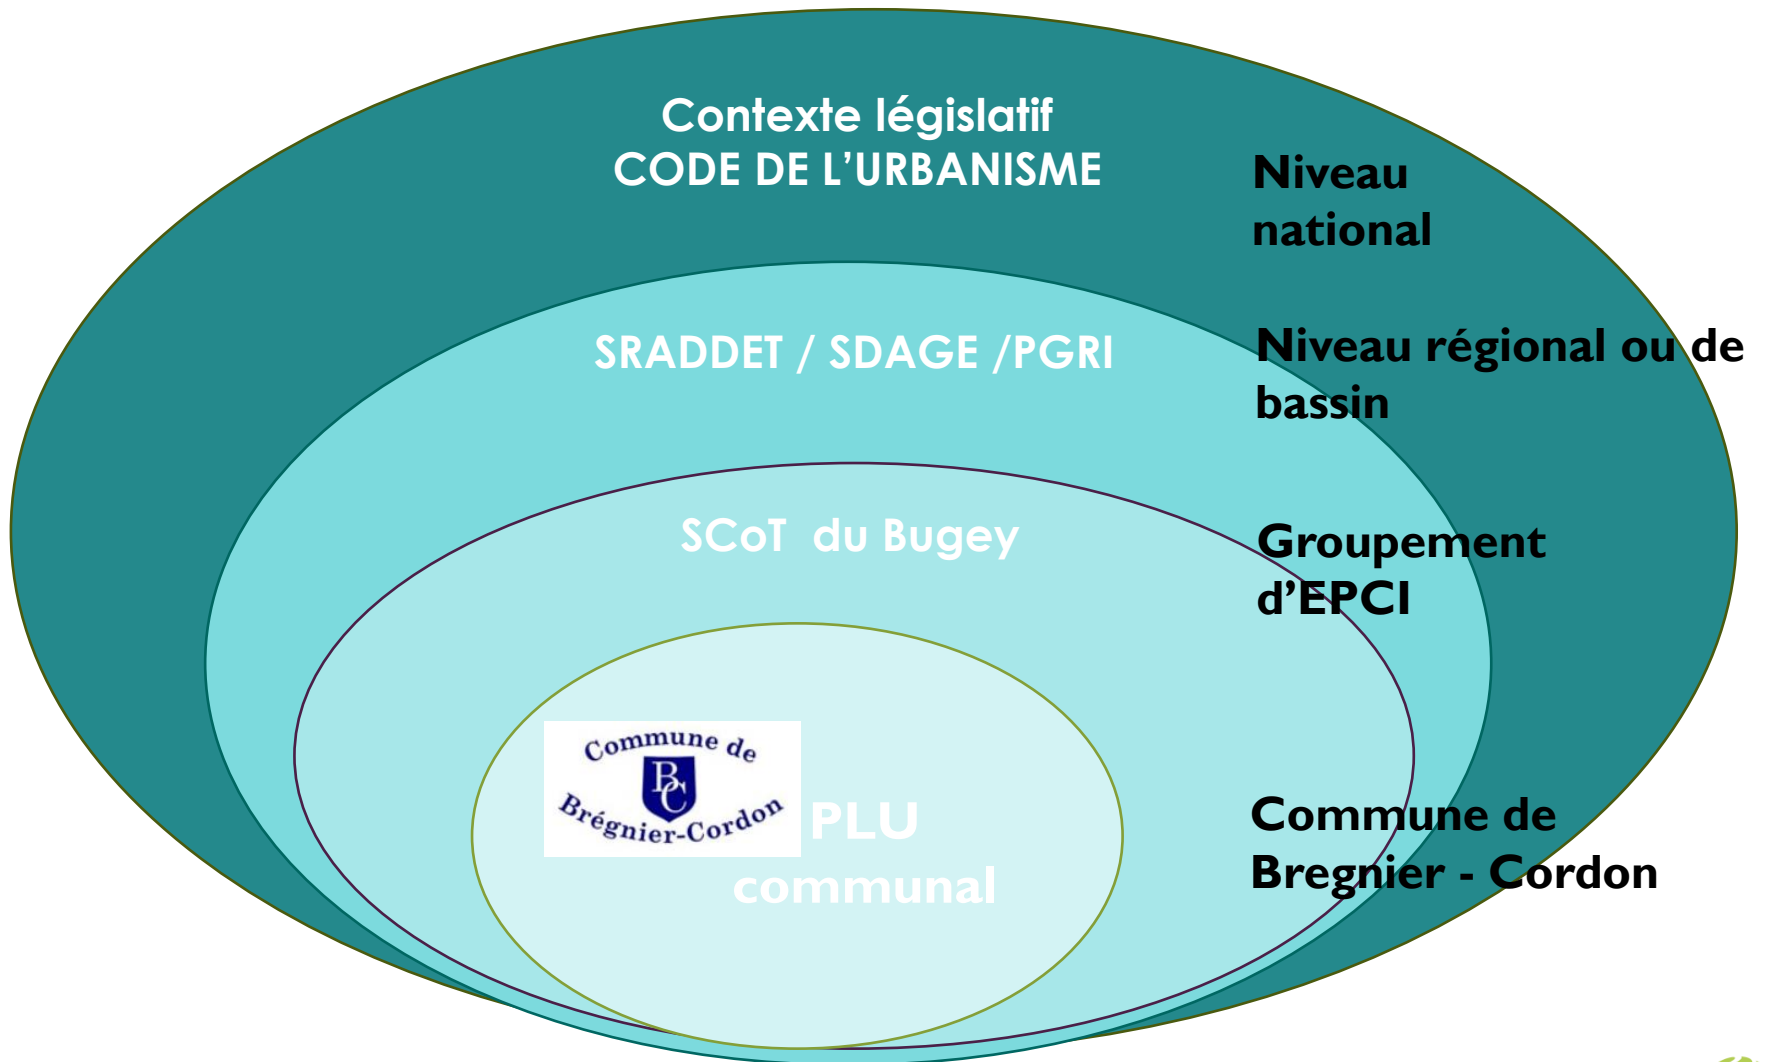 Contexte législatif
CODE DE L’URBANISME
Niveau
national
SRADDET / SDAGE /PGRI
Niveau régional ou de
bassin
SCoT du Bugey
Groupement
d’EPCI
Commune de
BC
Brégnier-Cordon
PLU
communal
Commune de
Bregnier - Cordon